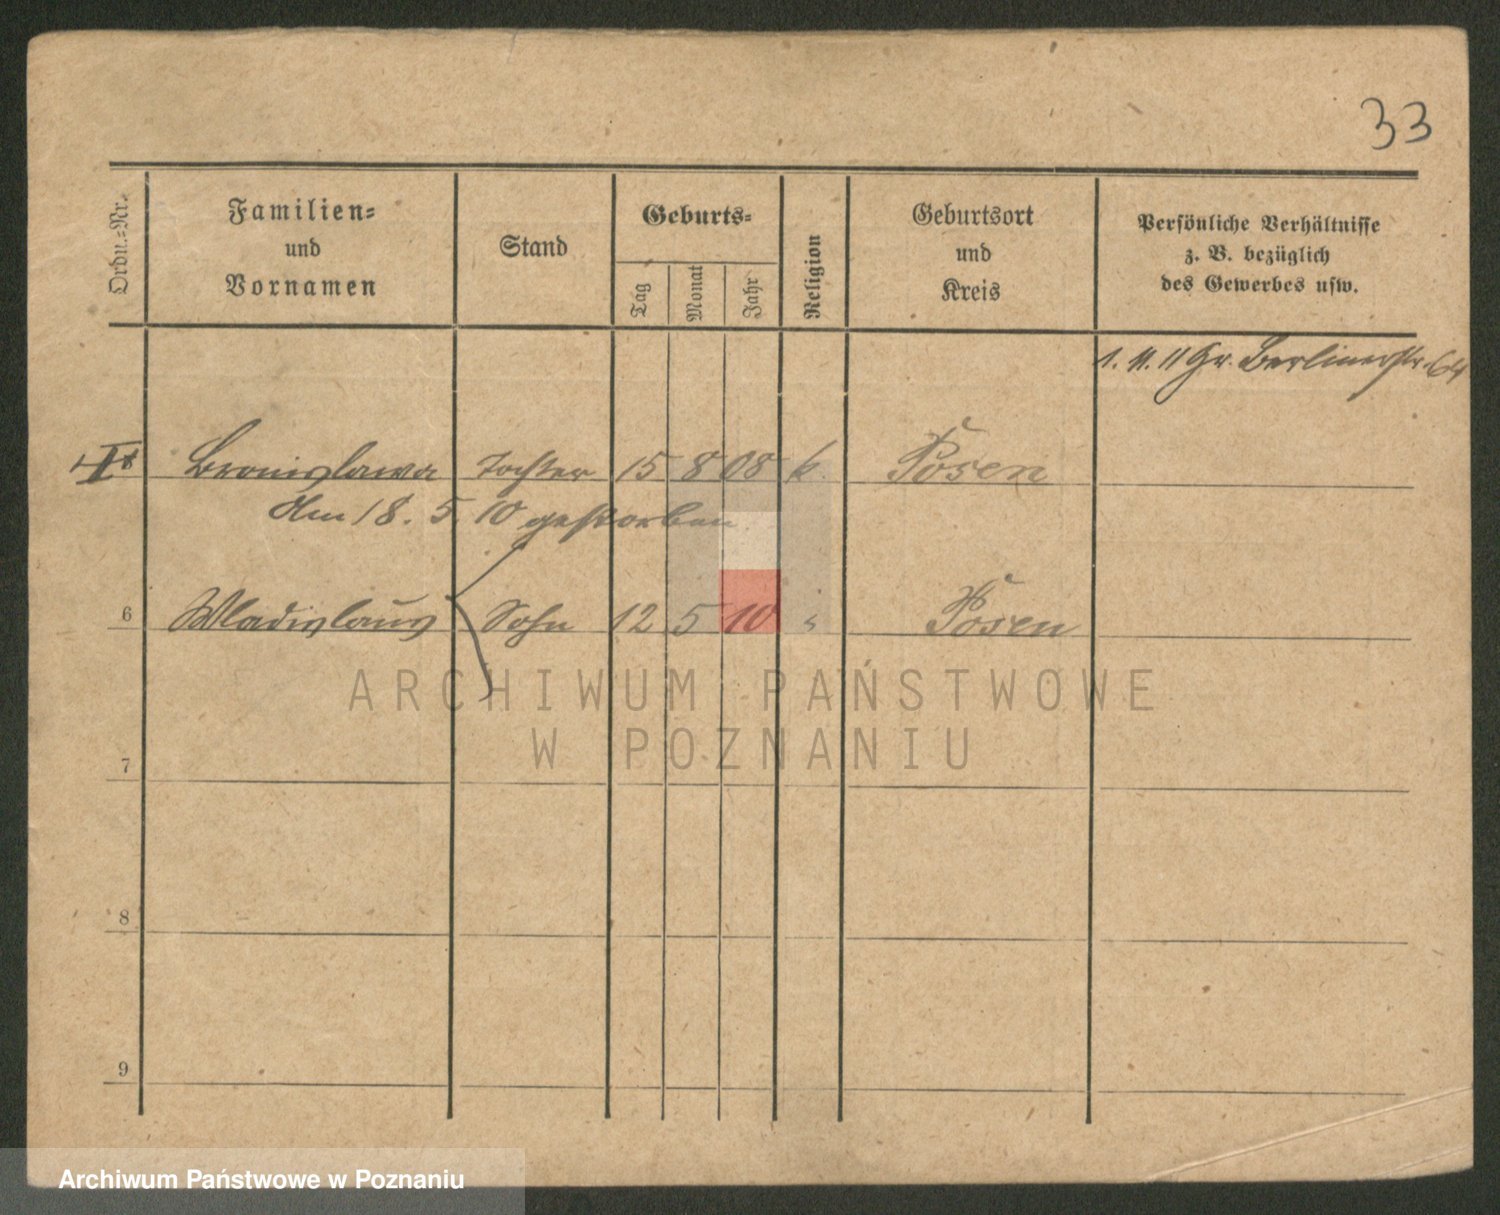 33
Ordn.=Nr.
Familien=
und
Vornamen
Stand
Geburts=
Tag
Monat
Jahr
Religion
Geburtsort
und
Kreis
Persönliche Verhältnisse
z. B. bezüglich
des Gewerbes usw.
1. 11. 11 Gr. Berlinerstr. 64
Bronislawa Tochter 15 8 08 k. Posen
Am 18. 5. 10 gestorben
6 Wladislaus Sohn 12 5 10 " Posen
ARCHIWUM PAŃSTWOWE
W POZNANIU
7
8
9
Archiwum Państwowe w Poznaniu